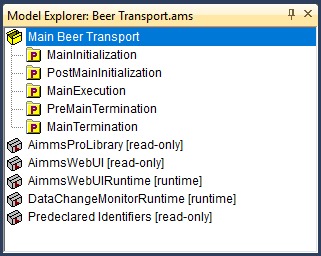 Model Explorer: Beer Transport.ams
Main Beer Transport
P MainInitialization
P PostMainInitialization
P MainExecution
P PreMainTermination
P MainTermination
AimmsProLibrary [read-only]
AimmsWebUI [read-only]
AimmsWebUIRuntime [runtime]
DataChangeMonitorRuntime [runtime]
Predeclared Identifiers [read-only]